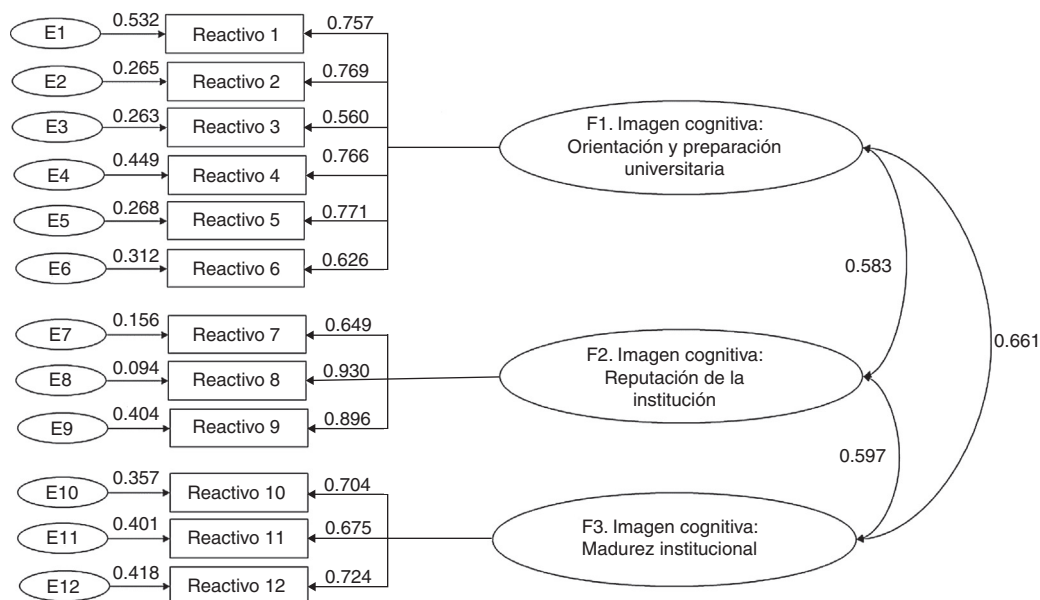 E1 0.532 Reactivo 1 0.757
E2 0.265 Reactivo 2 0.769
E3 0.263 Reactivo 3 0.560
E4 0.449 Reactivo 4 0.766
E5 0.268 Reactivo 5 0.771
E6 0.312 Reactivo 6 0.626
F1. Imagen cognitiva:
Orientación y preparación
universitaria
0.583
0.661
E7 0.156 Reactivo 7 0.649
E8 0.094 Reactivo 8 0.930
E9 0.404 Reactivo 9 0.896
F2. Imagen cognitiva:
Reputación de la
institución
0.597
E10 0.357 Reactivo 10 0.704
E11 0.401 Reactivo 11 0.675
E12 0.418 Reactivo 12 0.724
F3. Imagen cognitiva:
Madurez institucional